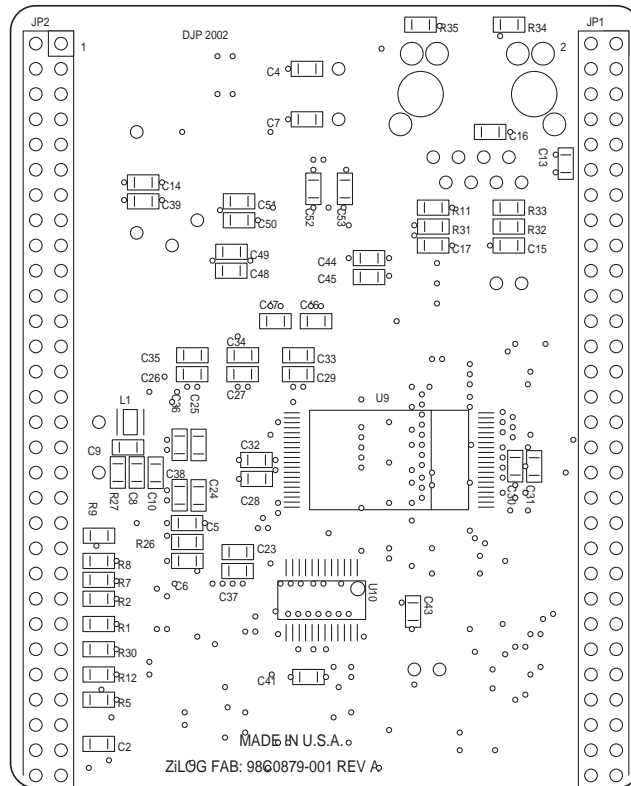 JP2
JP1
R35
R34
1
DJP 2002
2
C4
C7
C16
C13
C14
C39
C51
C50
C52
C53
R11
R33
R31
R32
C17
C15
C49
C48
C44
C45
C67
C66
C35
C34
C33
C26
C27
C29
C36
C25
L1
U9
C9
C32
C38
C28
C24
R27
C8
C10
C30
C31
R9
C5
R26
C23
R8
R7
C6
C37
U10
R2
C43
R1
R30
R12
C41
R5
C2
MADE IN U.S.A.
ZiLOG FAB: 98C0879-001 REV A